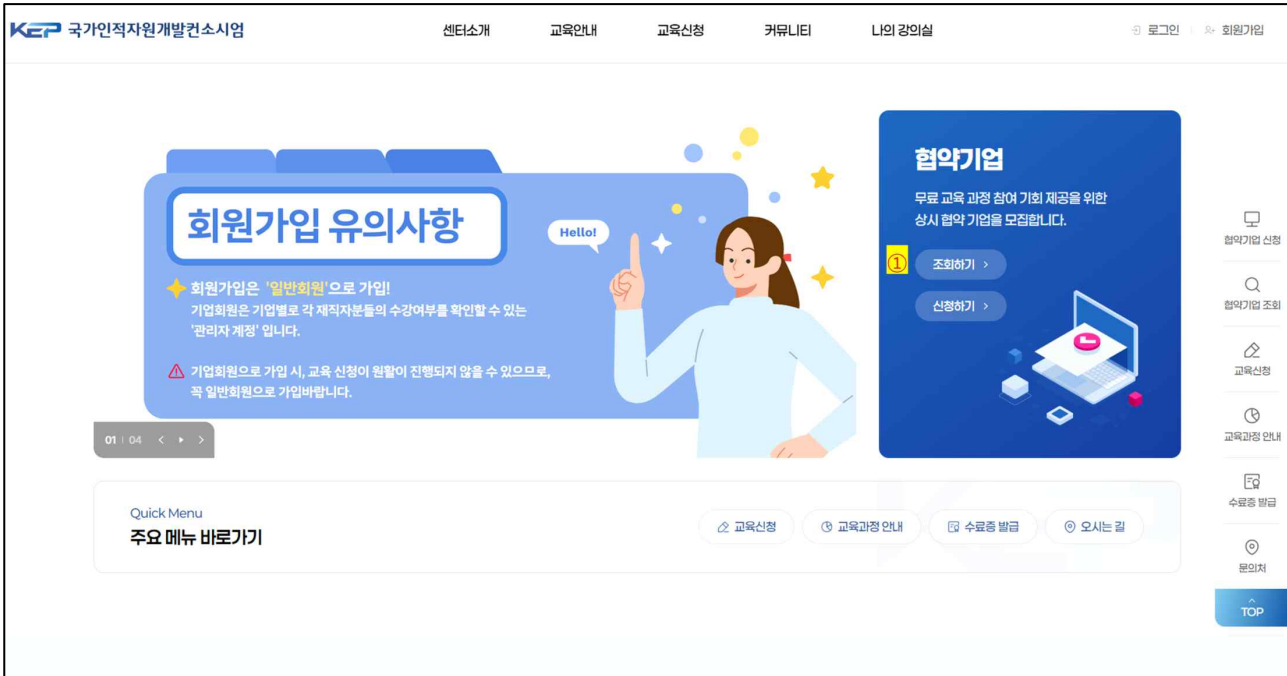 KEP 국가인적자원개발컨소시엄
센터소개
교육안내
교육신청
커뮤니티
나의 강의실
로그인
회원가입
회원가입 유의사항
Hello!
회원가입은 '일반회원'으로 가입!
기업회원은 기업별로 각 재직자분들의 수강여부를 확인할 수 있는
'관리자 계정' 입니다.
기업회원으로 가입 시, 교육 신청이 원활이 진행되지 않을 수 있으므로,
꼭 일반회원으로 가입바랍니다.
01 | 04
협약기업
무료 교육 과정 참여 기회 제공을 위한
상시 협약 기업을 모집합니다.
① 조회하기 >
신청하기 >
협약기업 신청
협약기업 조회
교육신청
교육과정 안내
수료증 발급
문의처
TOP
Quick Menu
주요 메뉴 바로가기
교육신청
교육과정 안내
수료증 발급
오시는 길